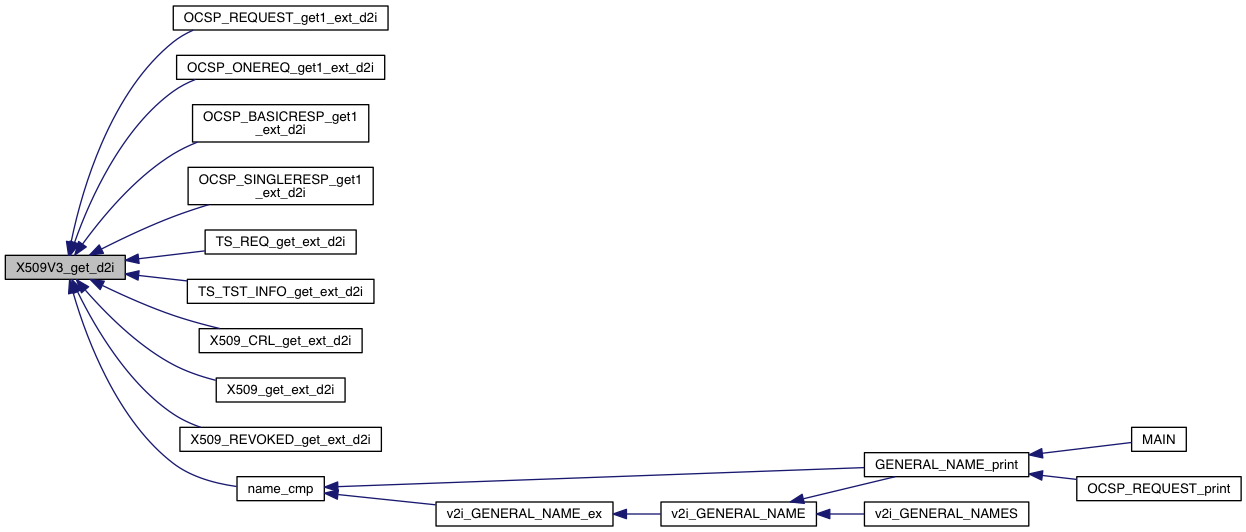 OCSP_REQUEST_get1_ext_d2i
OCSP_ONEREQ_get1_ext_d2i
OCSP_BASICRESP_get1
_ext_d2i
OCSP_SINGLERESP_get1
_ext_d2i
TS_REQ_get_ext_d2i
X509V3_get_d2i
TS_TST_INFO_get_ext_d2i
X509_CRL_get_ext_d2i
X509_get_ext_d2i
X509_REVOKED_get_ext_d2i
MAIN
GENERAL_NAME_print
name_cmp
OCSP_REQUEST_print
v2i_GENERAL_NAME_ex
v2i_GENERAL_NAME
v2i_GENERAL_NAMES